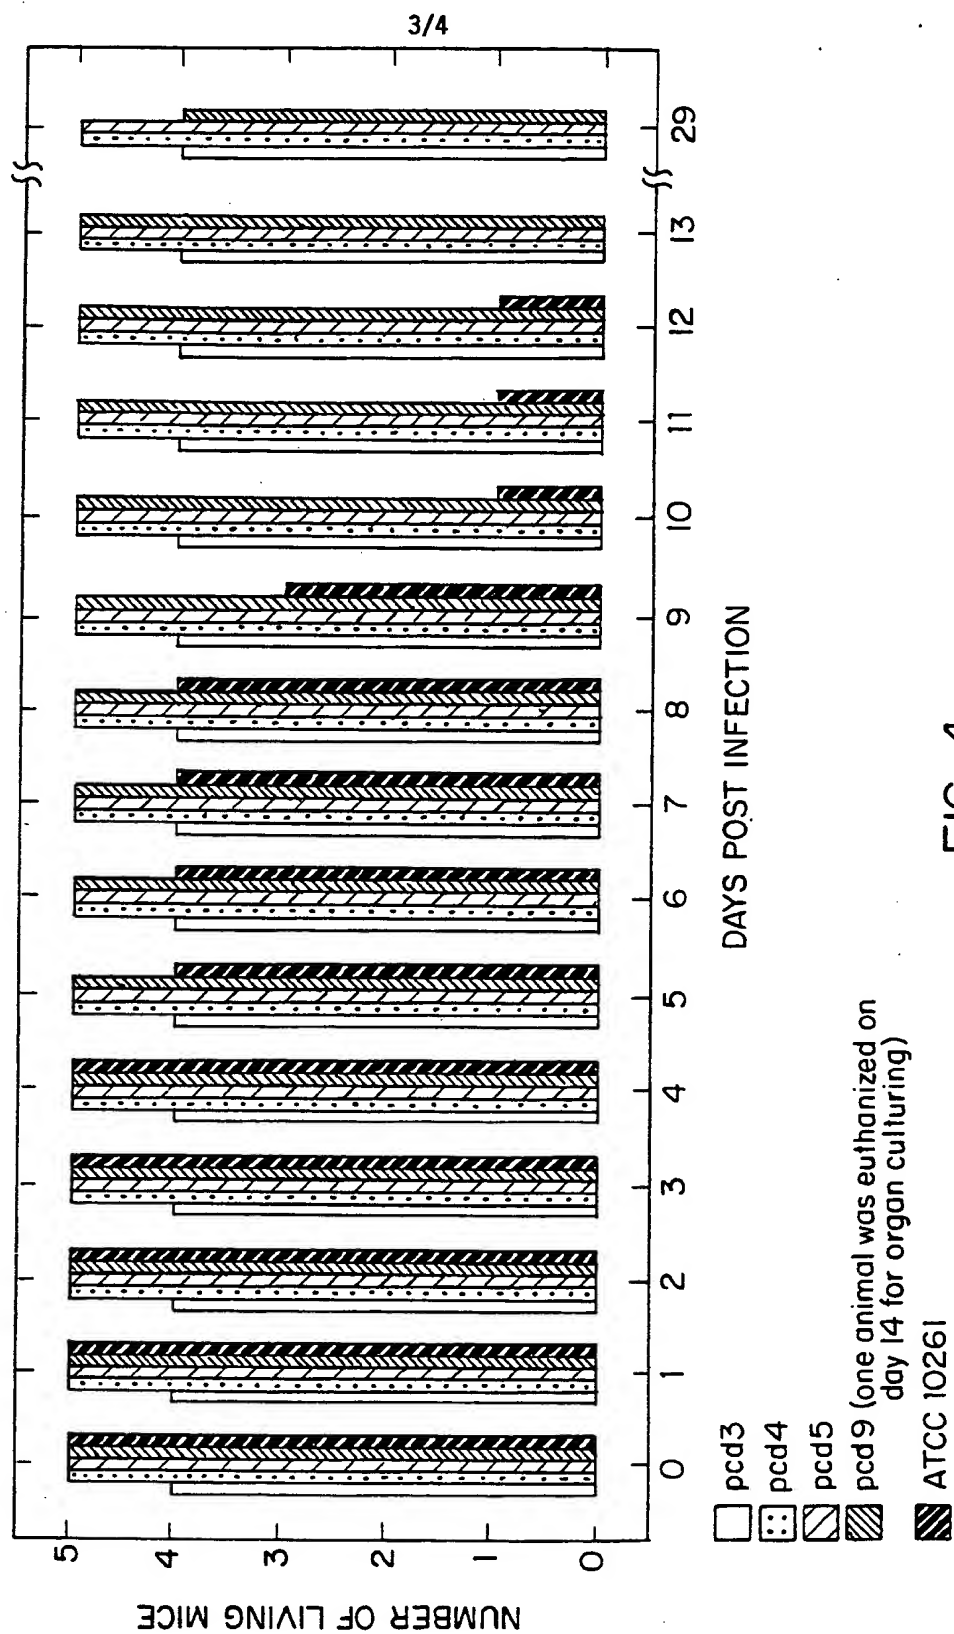 3/4
NUMBER OF LIVING MICE
5
4
3
2
1
0
0 1 2 3 4 5 6 7 8 9 10 11 12 13 29
DAYS POST INFECTION
pcd3
pcd4
pcd5
pcd9 (one animal was euthanized on
day 14 for organ culturing)
ATCC 10261